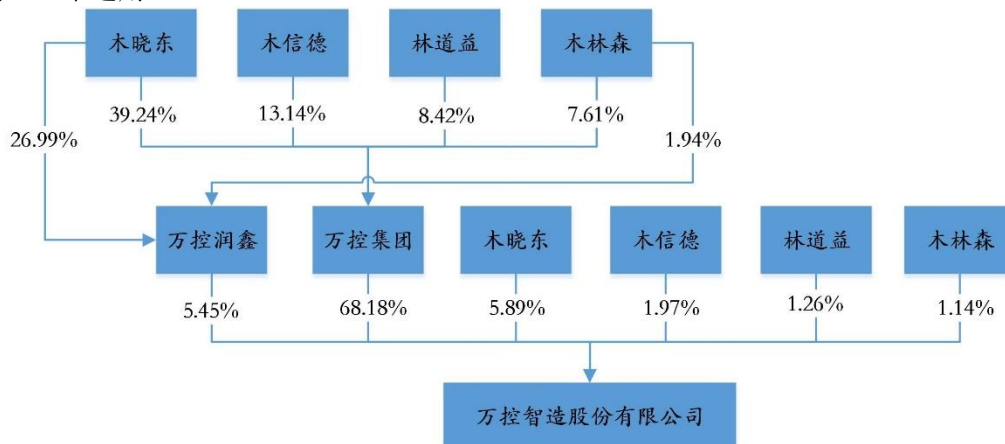 木晓东 木信德 林道益 木林森
39.24% 13.14% 8.42% 7.61%
26.99% 1.94%
万控润鑫 万控集团 木晓东 木信德 林道益 木林森
5.45% 68.18% 5.89% 1.97% 1.26% 1.14%
万控智造股份有限公司